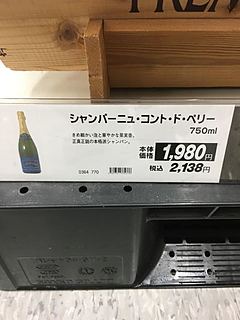 シャンパーニュ・コント・ド・ペリー
750ml
きめ細かい泡と華やかな果実香。
正真正銘の本格派シャンパン。
本体
価格 1,980円
税込 2,138円
0364 770